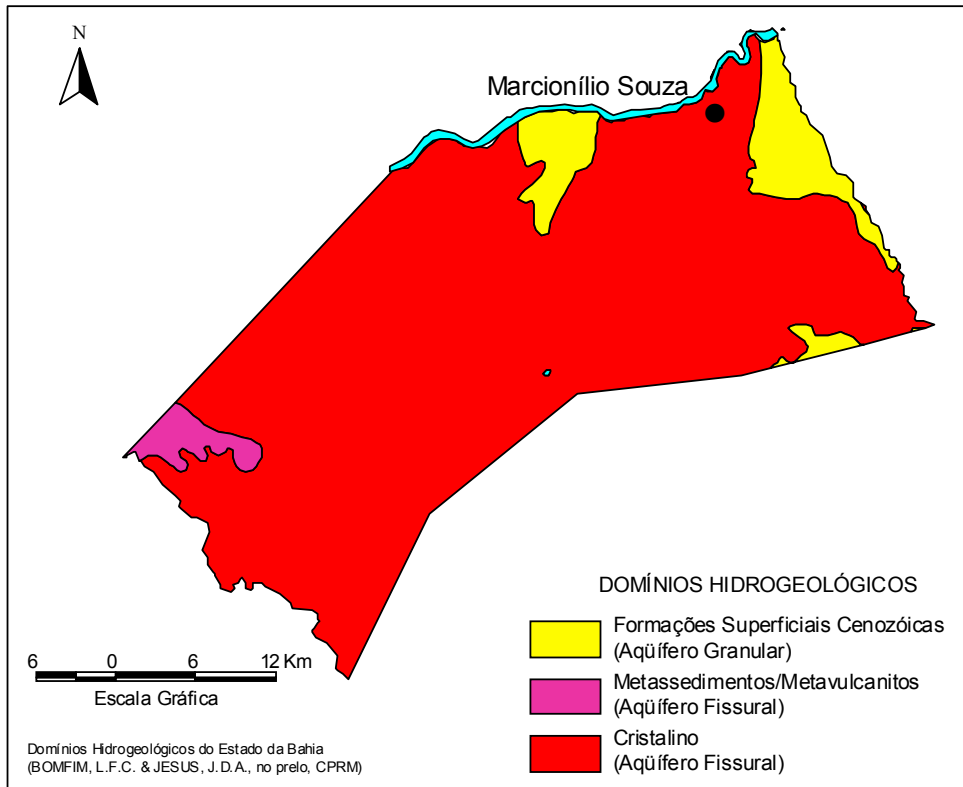 N
Marcionílio Souza
DOMÍNIOS HIDROGEOLÓGICOS
Formações Superficiais Cenozóicas
(Aqüífero Granular)
Metassedimentos/Metavulcanitos
(Aqüífero Fissural)
Cristalino
(Aqüífero Fissural)
6 0 6 12 Km
Escala Gráfica
Domínios Hidrogeológicos do Estado da Bahia
(BOMFIM, L.F.C. & JESUS, J.D.A., no prelo, CPRM)